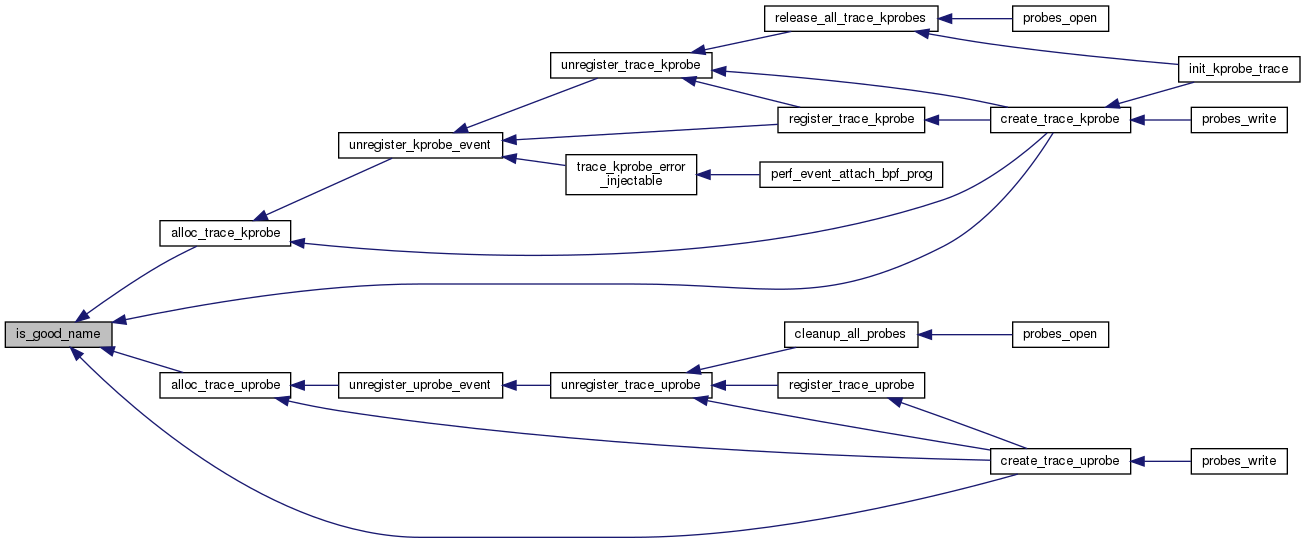 release_all_trace_kprobes
probes_open
unregister_trace_kprobe
init_kprobe_trace
register_trace_kprobe
create_trace_kprobe
probes_write
unregister_kprobe_event
trace_kprobe_error
_injectable
perf_event_attach_bpf_prog
alloc_trace_kprobe
is_good_name
cleanup_all_probes
probes_open
alloc_trace_uprobe
unregister_uprobe_event
unregister_trace_uprobe
register_trace_uprobe
create_trace_uprobe
probes_write